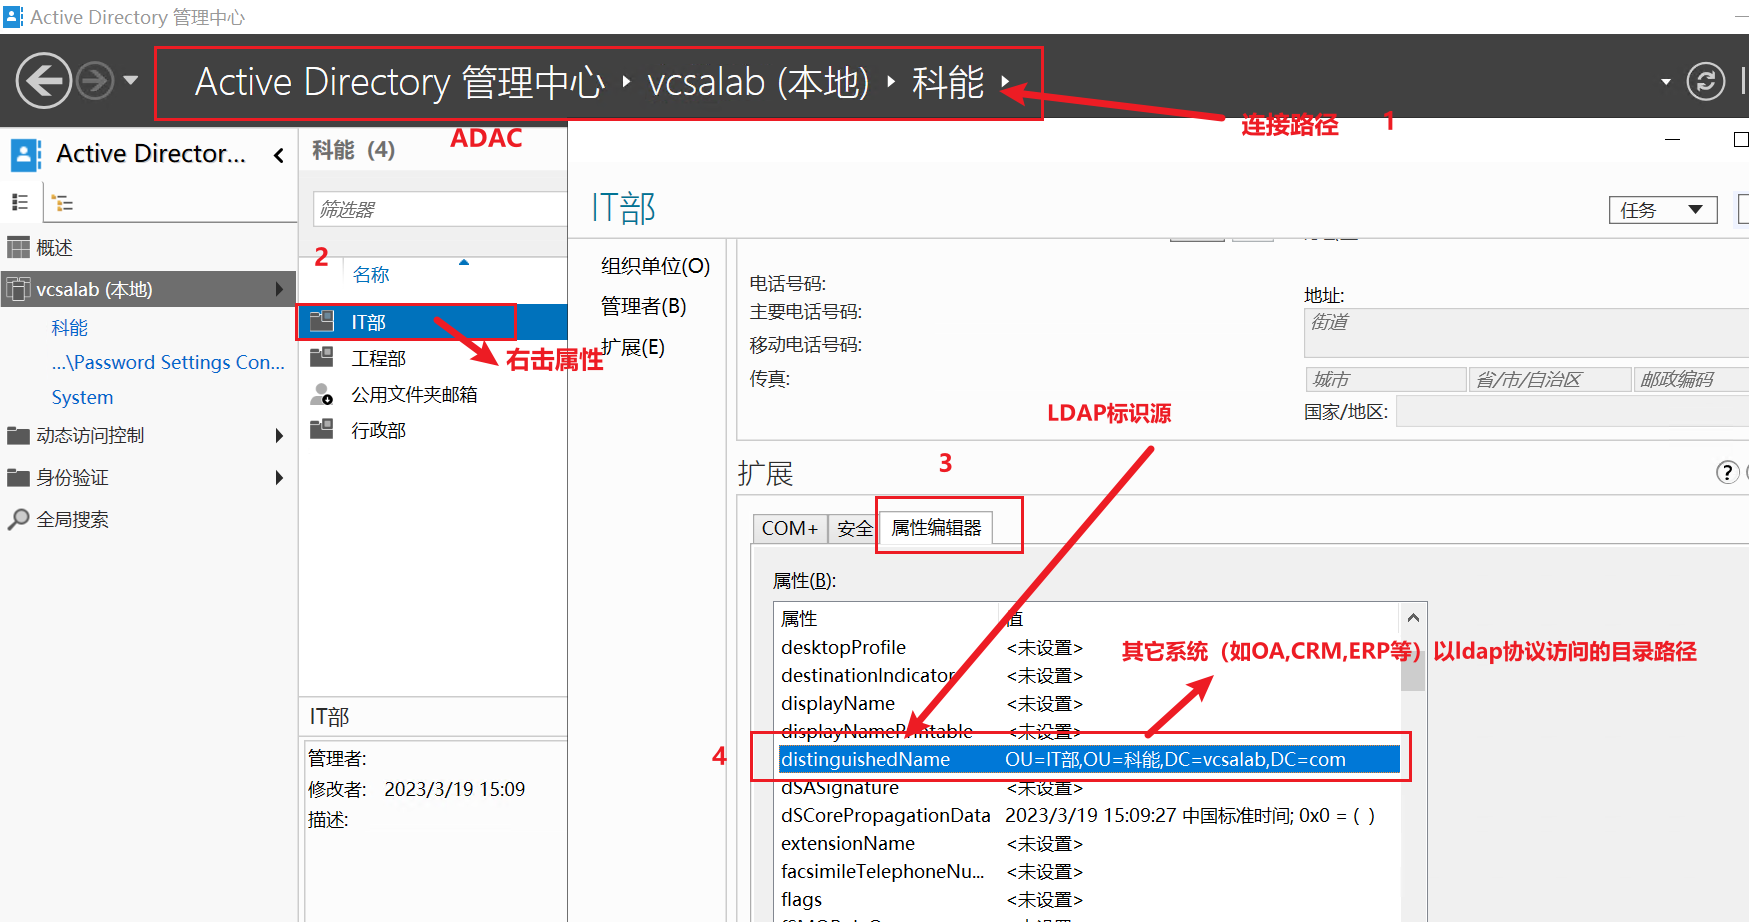 Active Directory 管理中心
Active Directory 管理中心 vcsalab (本地) 科能
连接路径 1
ADAC
Active Director...
科能 (4)
筛选器
IT部
任务
概述
vcsalab (本地)
科能
...\Password Settings Con...
System
动态访问控制
身份验证
全局搜索
2
名称
IT部
工程部
公用文件夹邮箱
行政部
右击属性
IT部
管理者:
修改者: 2023/3/19 15:09
描述:
组织单位(O)
管理者(B)
扩展(E)
电话号码:
主要电话号码:
移动电话号码:
传真:
地址:
街道
城市
省/市/自治区
邮政编码
国家/地区:
LDAP标识源
3
扩展
?
COM+ 安全 属性编辑器
属性(B):
属性 值
desktopProfile <未设置>
destinationIndicator <未设置>
displayName <未设置>
displayNamePrintable <未设置>
distinguishedName OU=IT部,OU=科能,DC=vcsalab,DC=com
dSASignature <未设置>
dSCorePropagationData 2023/3/19 15:09:27 中国标准时间; 0x0 = ( )
extensionName <未设置>
facsimileTelephoneNu... <未设置>
flags <未设置>
其它系统（如OA,CRM,ERP等）以ldap协议访问的目录路径
4